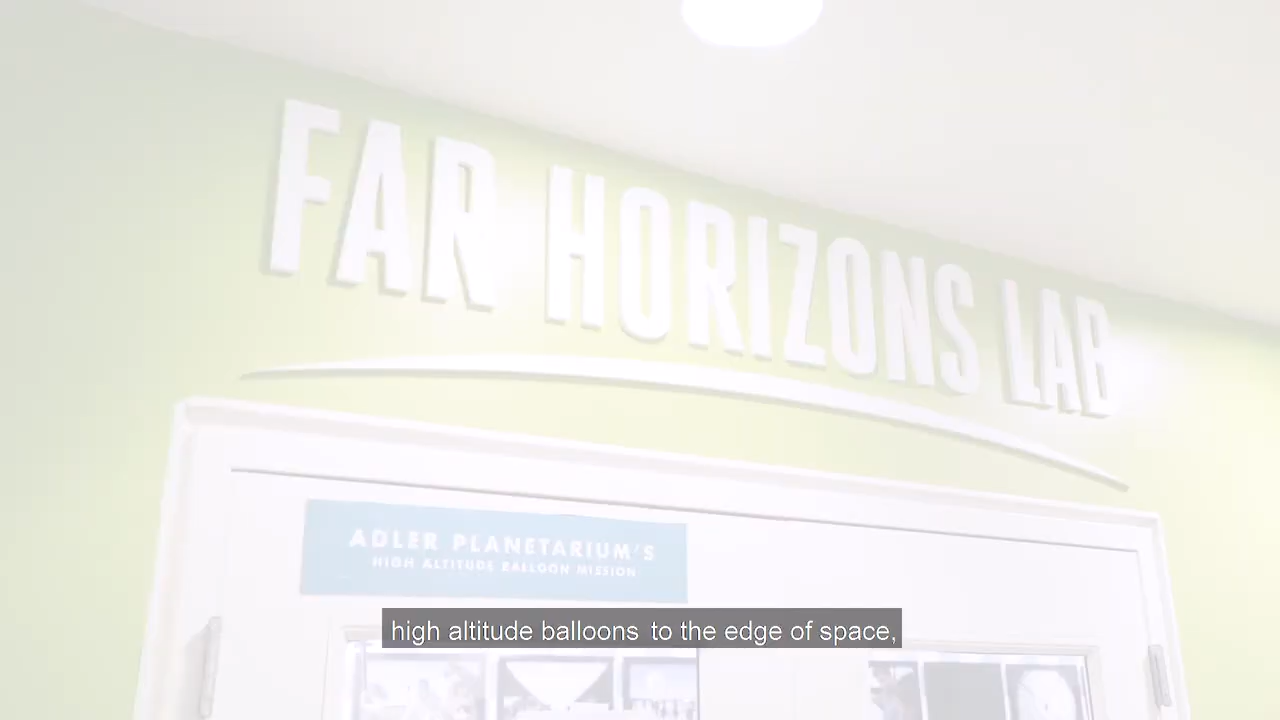 FAR HORIZONS LAB
ADLER PLANETARIUM'S
HIGH ALTITUDE BALLOON MISSION
high altitude balloons to the edge of space,